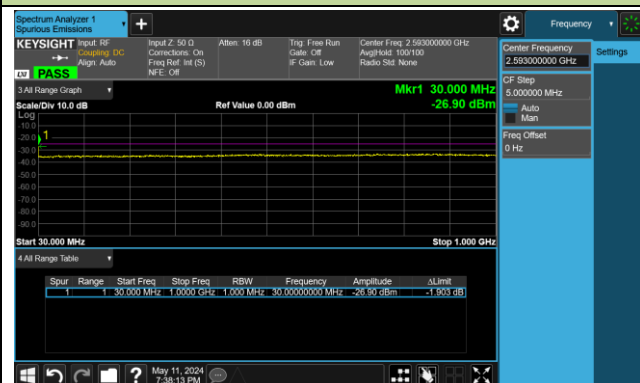 Spectrum Analyzer 1
Spurious Emissions
Frequency
KEYSIGHT
Input: RF
Coupling: DC
Align: Auto
Input Z: 50 Ω
Corrections: On
Freq Ref: Int (S)
NFE: Off
Atten: 16 dB
Trig: Free Run
Gate: Off
IF Gain: Low
Center Freq: 2.593000000 GHz
Avg|Hold: 100/100
Radio Std: None
LXI
PASS
Center Frequency
2.593000000 GHz
Settings
CF Step
5.000000 MHz
Auto
Man
Freq Offset
0 Hz
3 All Range Graph
Mkr1 30.000 MHz
Scale/Div 10.0 dB
Ref Value 0.00 dBm
-26.90 dBm
Log
-10.0
-20.0
1
-30.0
-40.0
-50.0
-60.0
-70.0
-80.0
-90.0
Start 30.000 MHz
Stop 1.000 GHz
4 All Range Table
Spur Range Start Freq Stop Freq RBW Frequency Amplitude ΔLimit
1 1 30.000 MHz 1.0000 GHz 1.000 MHz 30.00000000 MHz -26.90 dBm -1.903 dB
?
May 11, 2024
7:38:13 PM